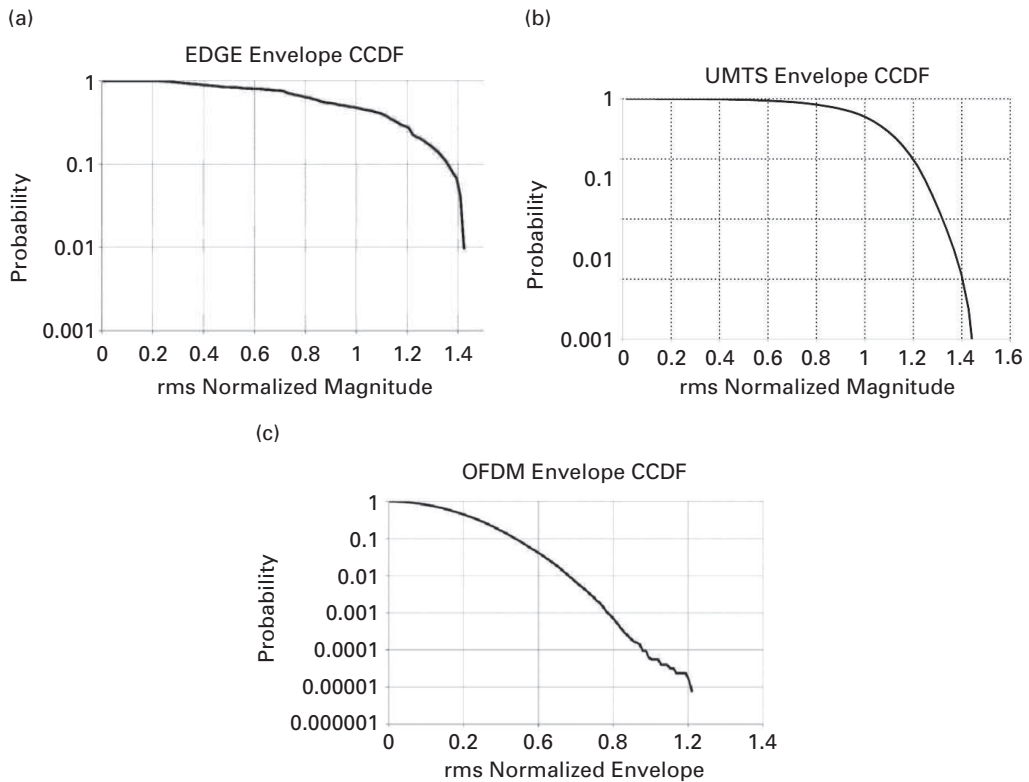 (a)
EDGE Envelope CCDF
1
0.1
0.01
0.001
Probability
0 0.2 0.4 0.6 0.8 1 1.2 1.4
rms Normalized Magnitude
(b)
UMTS Envelope CCDF
1
0.1
0.01
0.001
Probability
0 0.2 0.4 0.6 0.8 1 1.2 1.4 1.6
rms Normalized Magnitude
(c)
OFDM Envelope CCDF
1
0.1
0.01
0.001
0.0001
0.00001
0.000001
Probability
0 0.2 0.6 0.8 1.2 1.4
rms Normalized Envelope